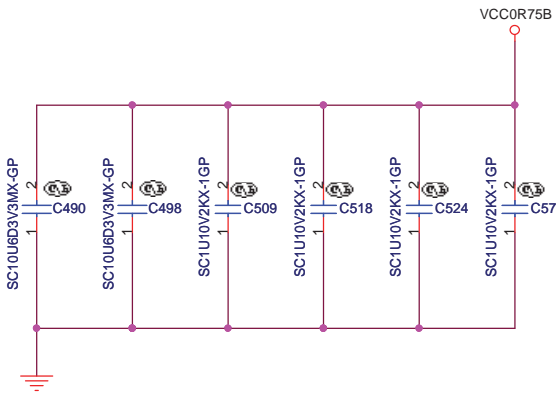 VCC0R75B
SC10U6D3V3MX-GP
2
C490
1
SC10U6D3V3MX-GP
2
C498
1
SC1U10V2KX-1GP
2
C509
1
SC1U10V2KX-1GP
2
C518
1
SC1U10V2KX-1GP
2
C524
1
SC1U10V2KX-1GP
2
C57
1